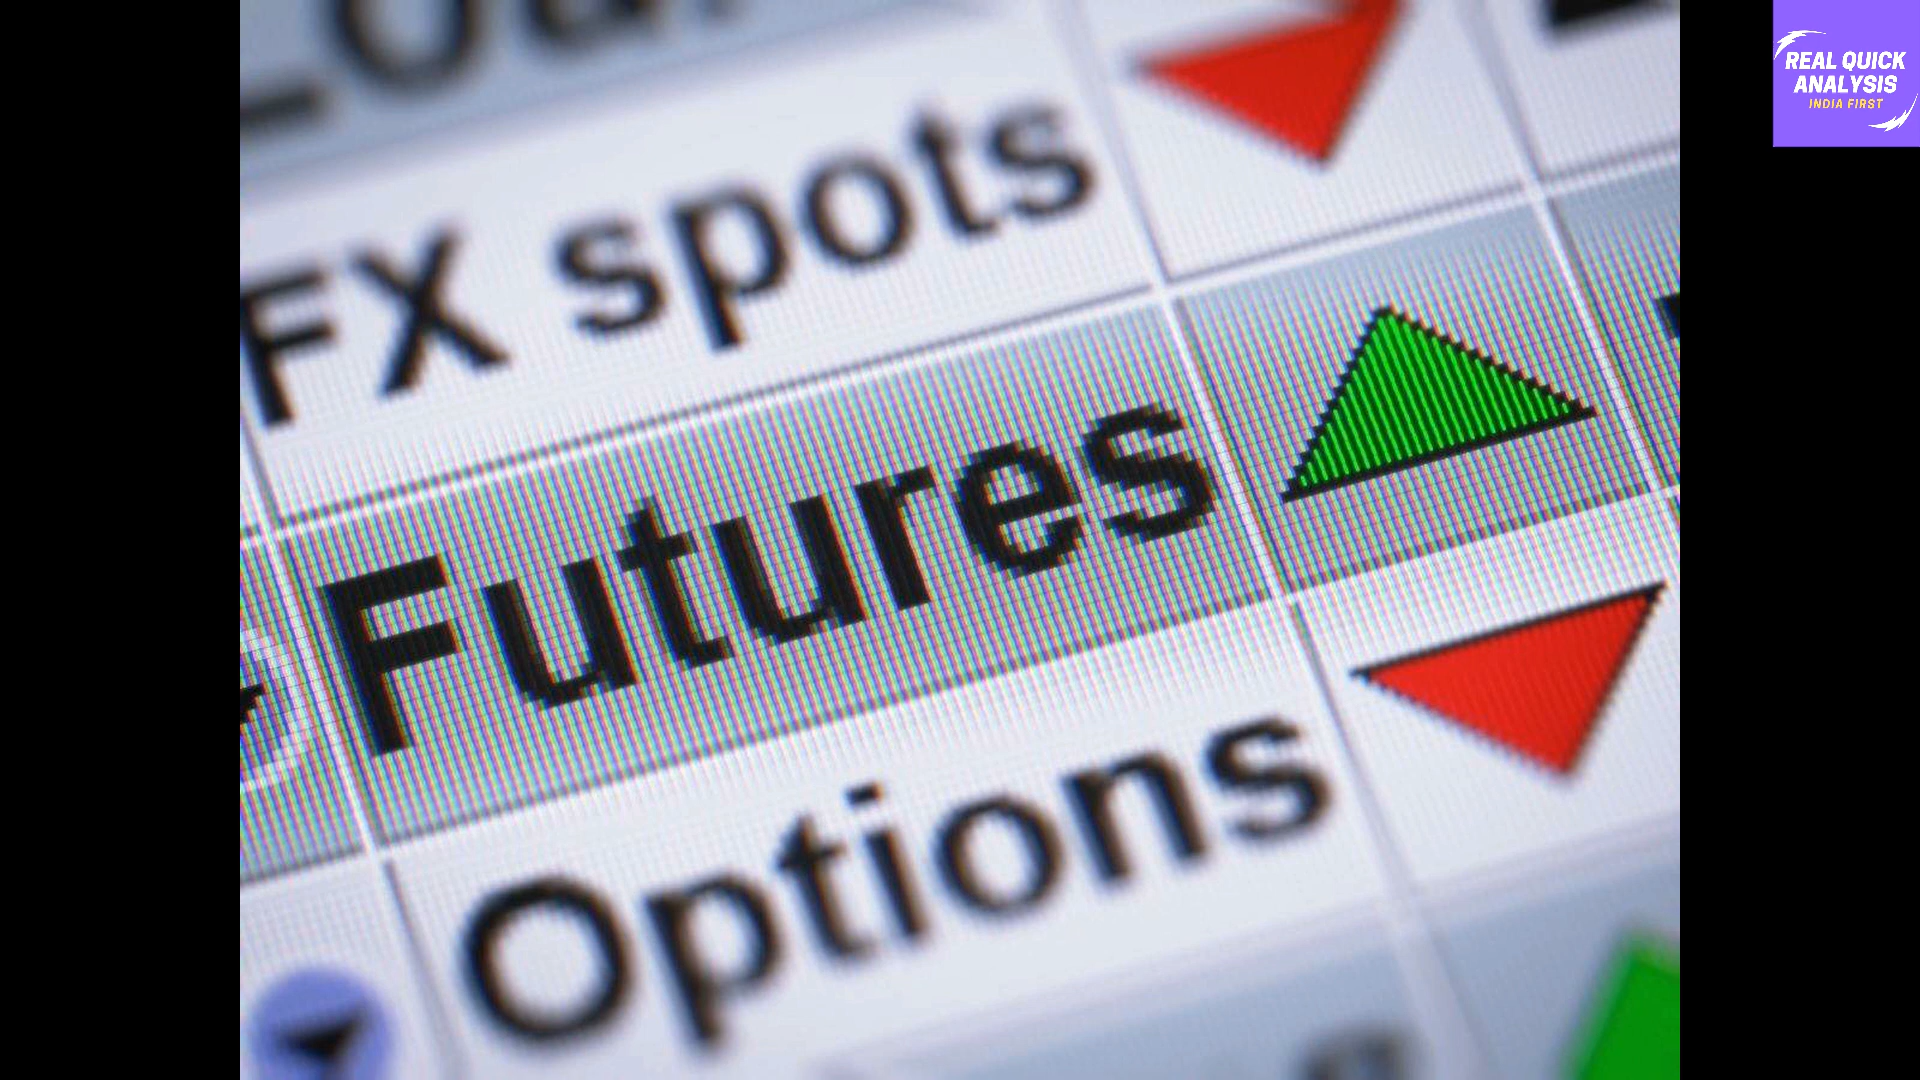 REAL QUICK
ANALYSIS
INDIA FIRST
FX spots
Futures
Options